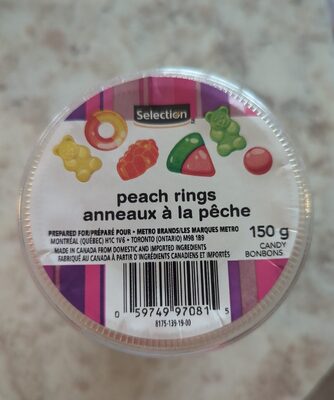 Selection
peach rings
anneaux à la pêche
150 g
PREPARED FOR/PRÉPARÉ POUR • METRO BRANDS/LES MARQUES METRO
MONTRÉAL (QUÉBEC) H1C 1V6 • TORONTO (ONTARIO) M9B 1B9
CANDY
BONBONS
MADE IN CANADA FROM DOMESTIC AND IMPORTED INGREDIENTS
FABRIQUÉ AU CANADA À PARTIR D'INGRÉDIENTS CANADIENS ET IMPORTÉS
0 59749 97081 5
8175-139-19-00